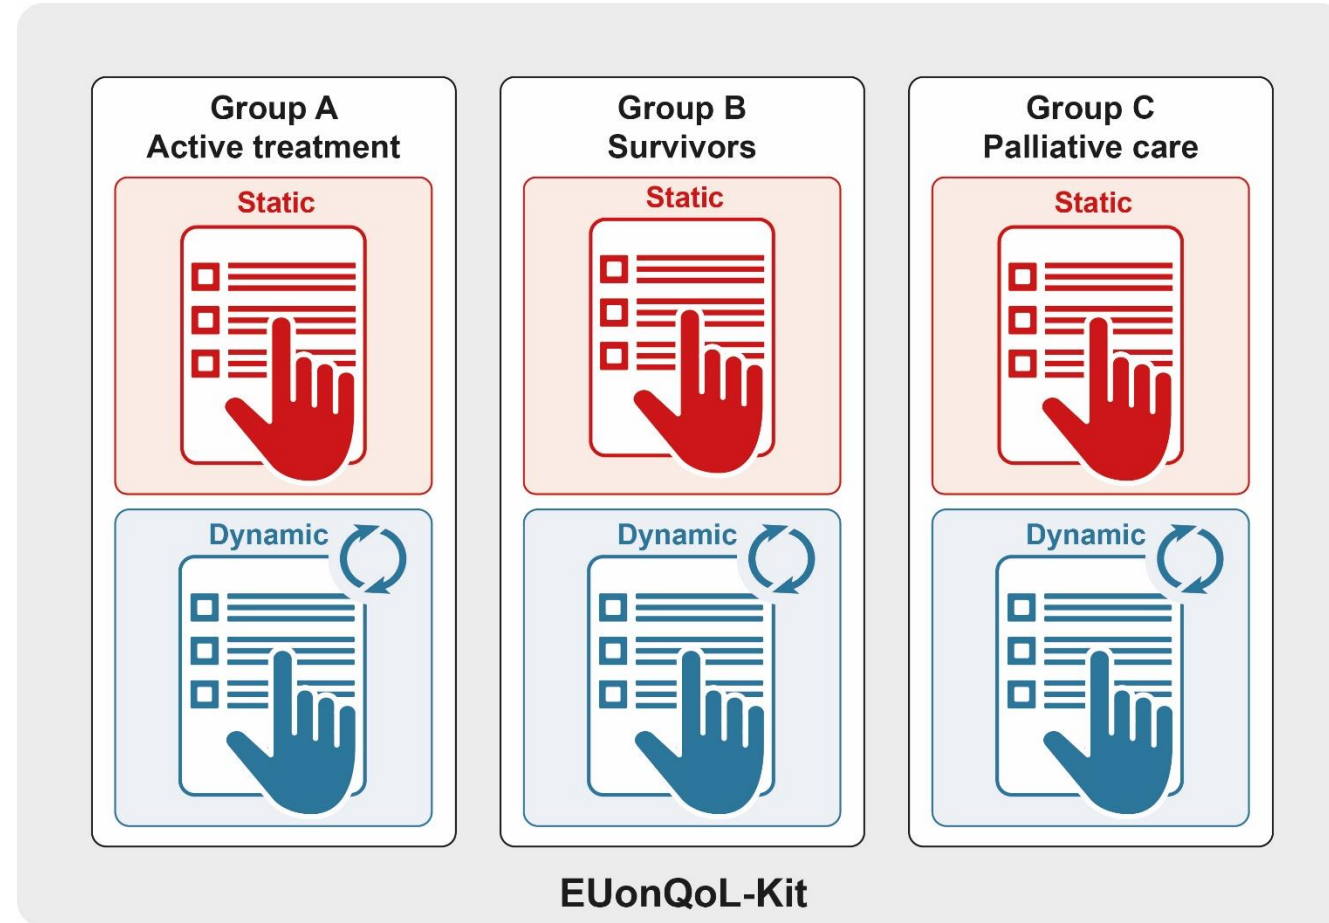 Group A
Active treatment
Static
Dynamic
Group B
Survivors
Static
Dynamic
Group C
Palliative care
Static
Dynamic
EUonQoL-Kit